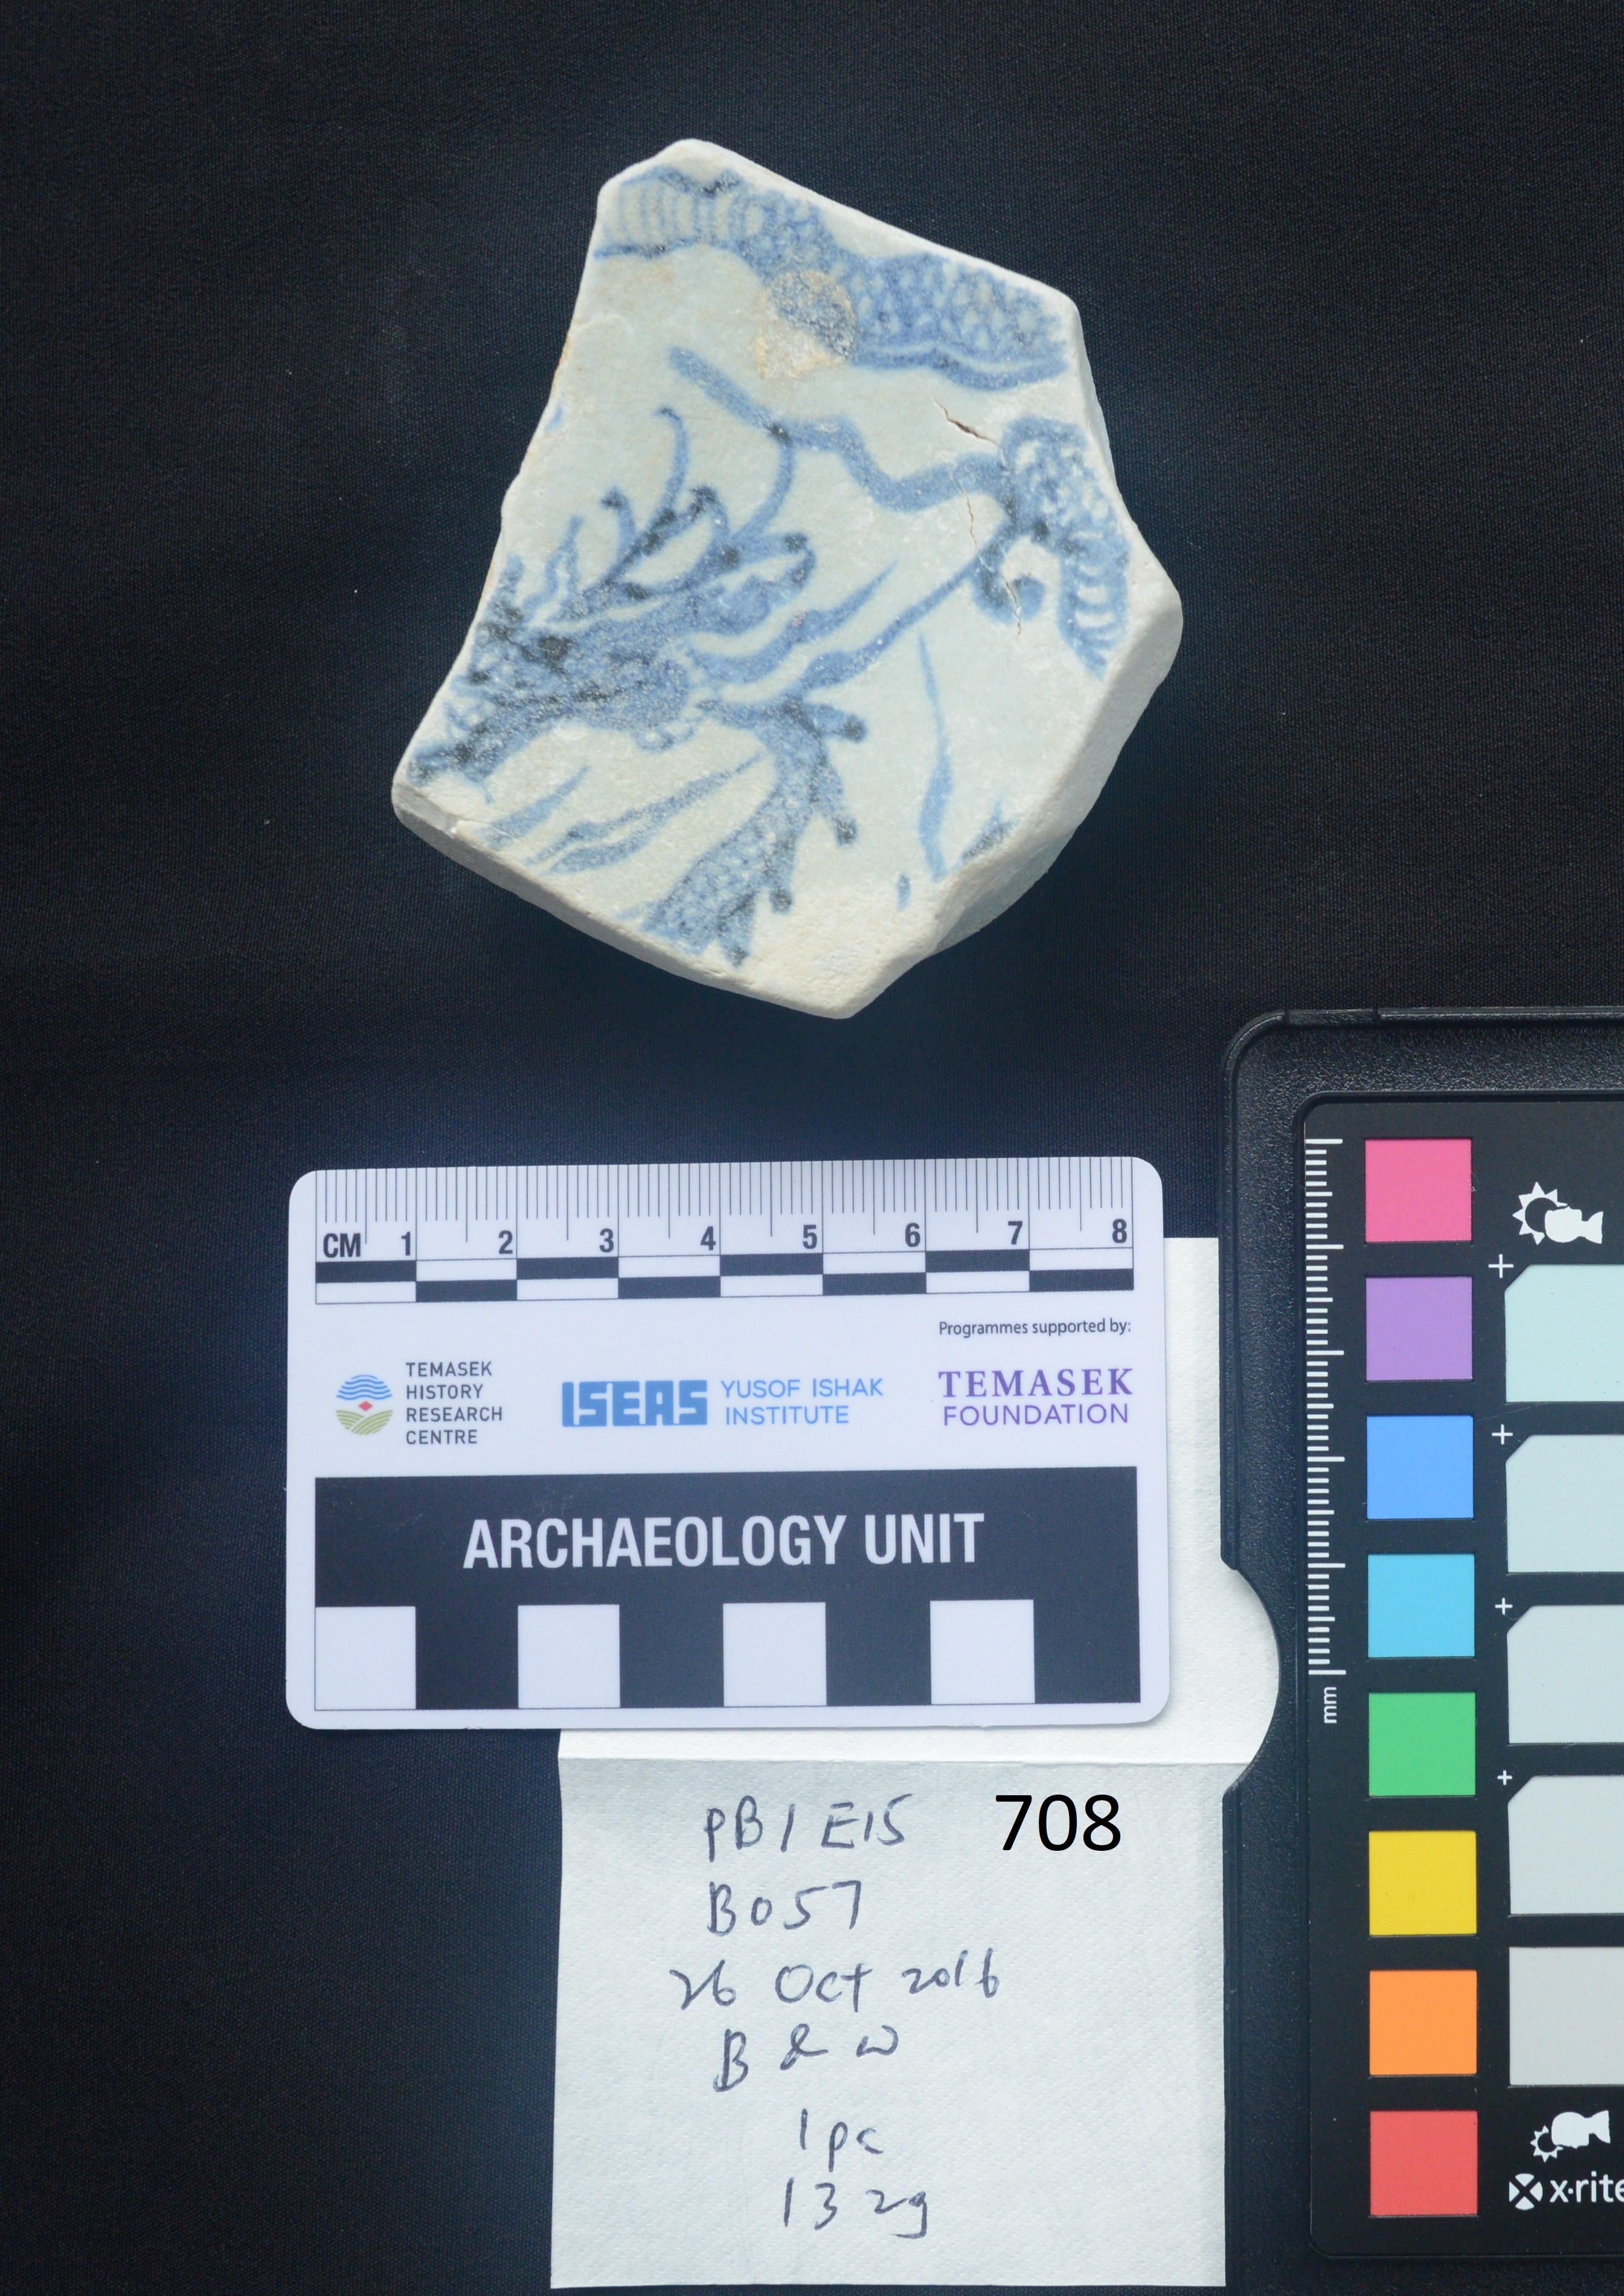 CM 1 2 3 4 5 6 7 8
Programmes supported by:
TEMASEK
HISTORY
RESEARCH
CENTRE
ISEAS
YUSOF ISHAK
INSTITUTE
TEMASEK
FOUNDATION
ARCHAEOLOGY UNIT
mm
x·rite
PB1 E15
708
B057
26 Oct 2016
B & W
1pc
132g